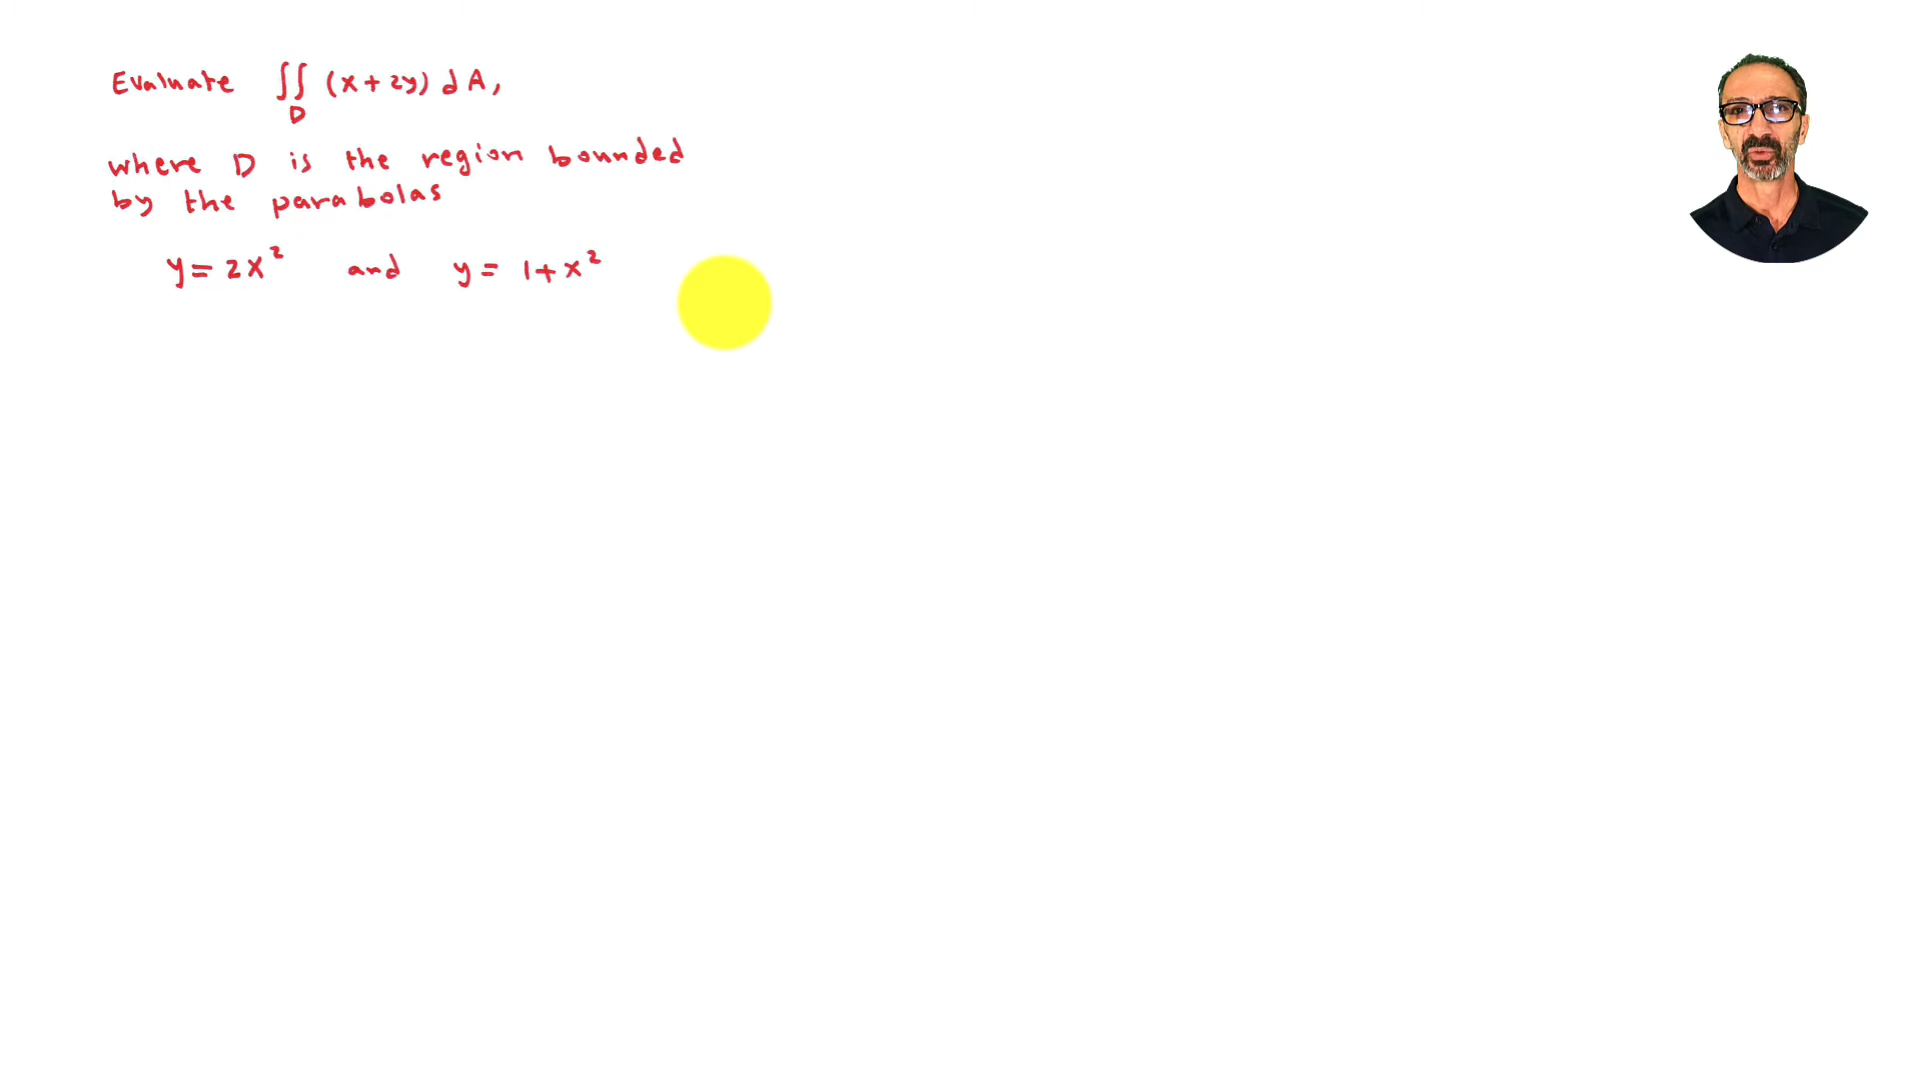 Evaluate ∬_D (x + 2y) dA,
where D is the region bounded
by the parabolas
y = 2x² and y = 1 + x²